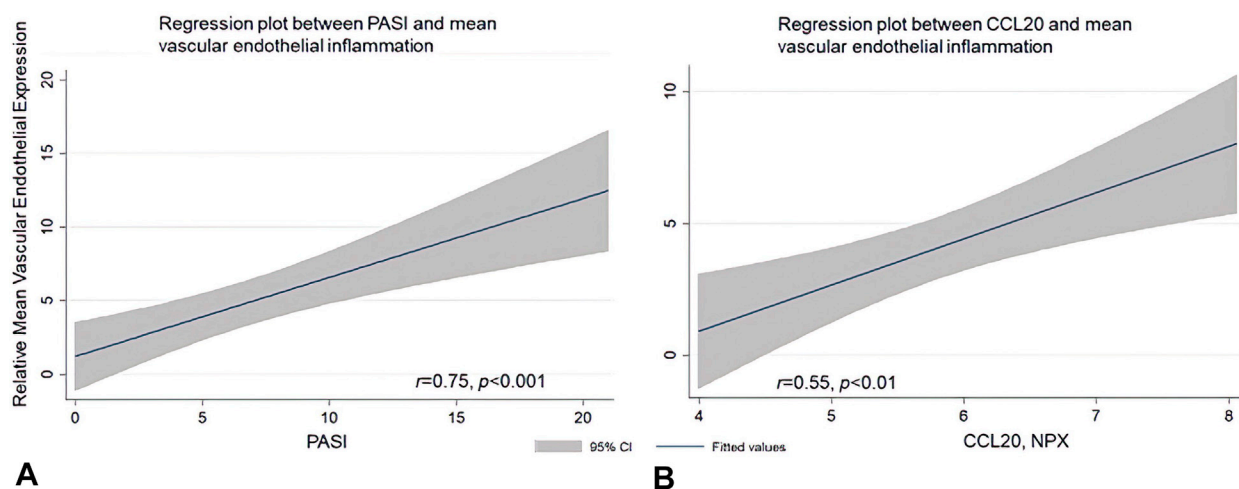 Regression plot between PASI and mean
vascular endothelial inflammation
Relative Mean Vascular Endothelial Expression
20
15
10
5
0
r=0.75, p<0.001
0 5 10 15 20
PASI
A
Regression plot between CCL20 and mean
vascular endothelial inflammation
10
5
0
r=0.55, p<0.01
4 5 6 7 8
CCL20, NPX
95% CI Fitted values
B